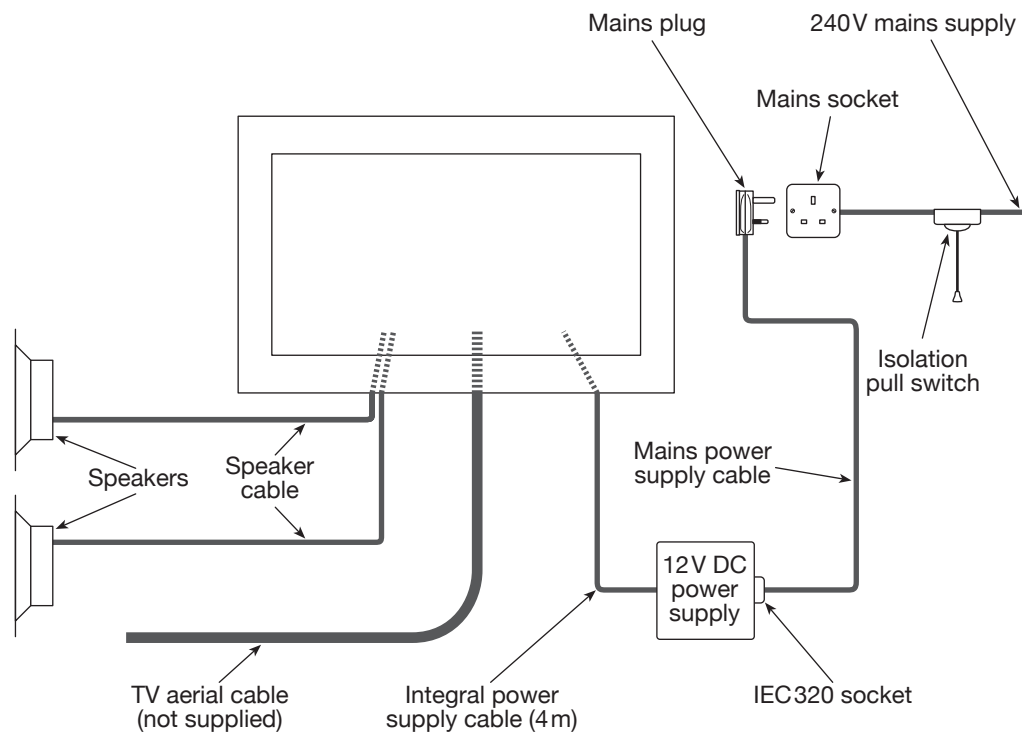 Mains plug
240V mains supply
Mains socket
Isolation
pull switch
Mains power
supply cable
Speakers
Speaker
cable
12V DC
power
supply
TV aerial cable
(not supplied)
Integral power
supply cable (4m)
IEC320 socket